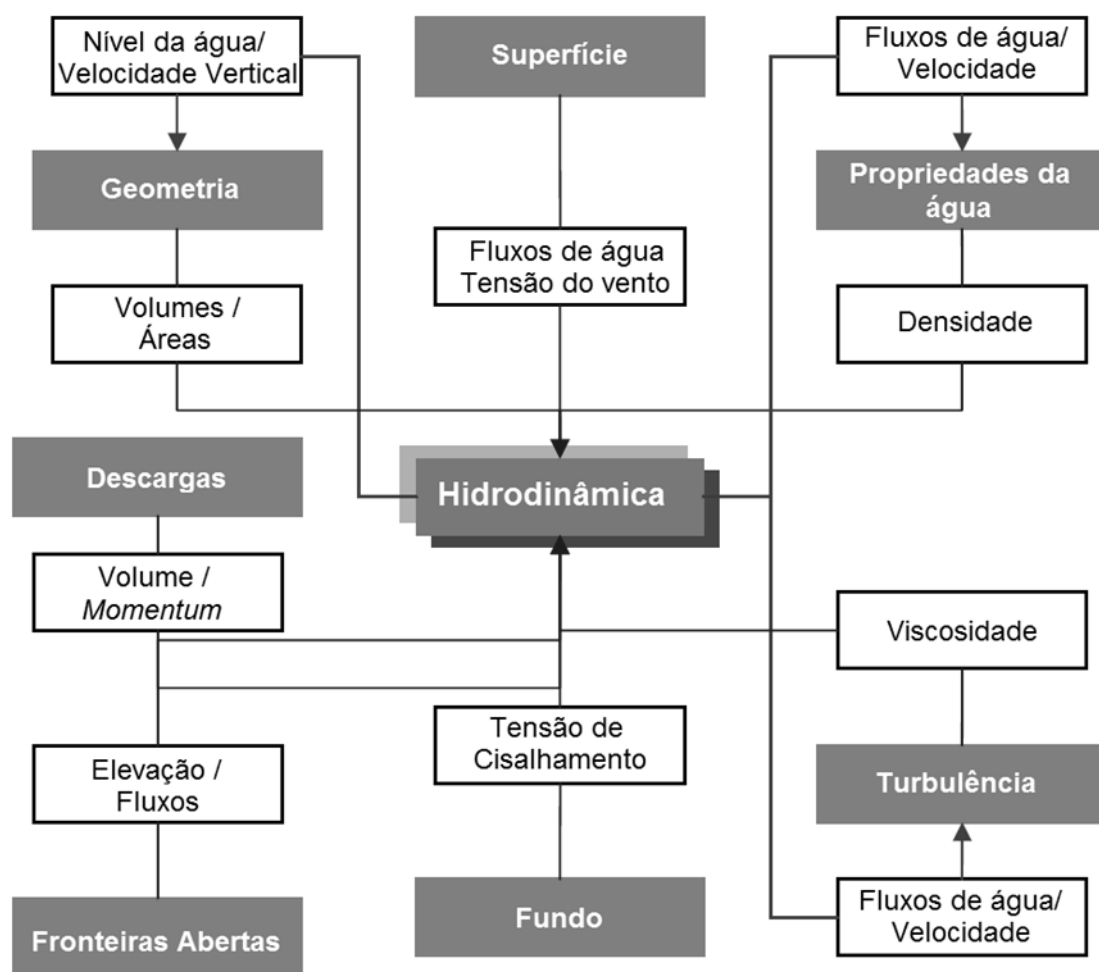 Nível da água/
Velocidade Vertical
Superfície
Fluxos de água/
Velocidade
Geometria
Propriedades da
água
Fluxos de água
Tensão do vento
Volumes /
Áreas
Densidade
Descargas
Hidrodinâmica
Volume /
Momentum
Viscosidade
Elevação /
Fluxos
Tensão de
Cisalhamento
Turbulência
Fronteiras Abertas
Fundo
Fluxos de água/
Velocidade